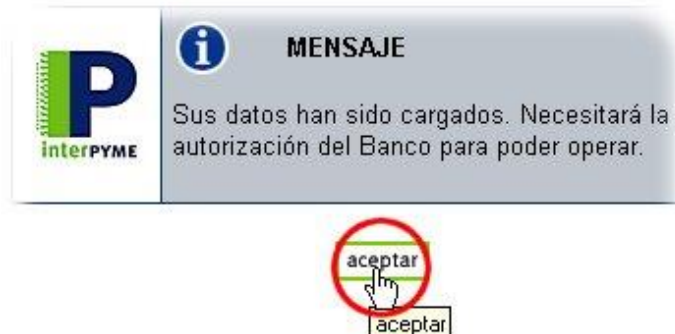 P
interPYME
i
MENSAJE
Sus datos han sido cargados. Necesitará la
autorización del Banco para poder operar.
aceptar
aceptar